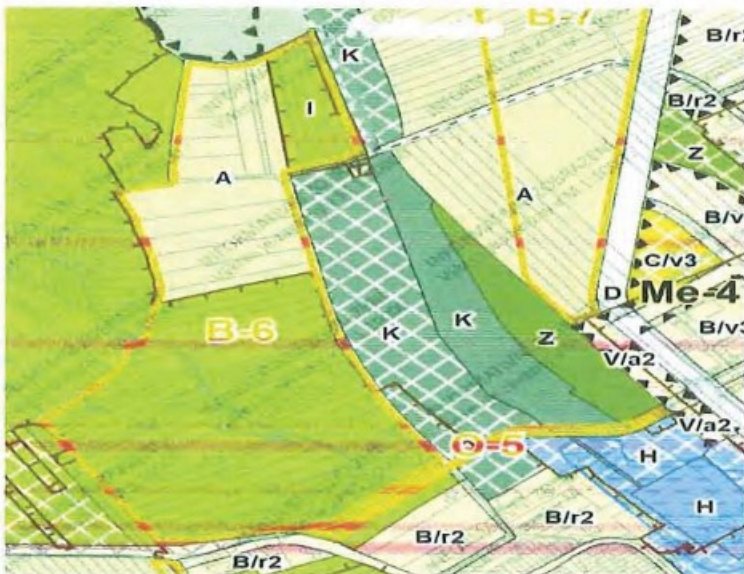 B-7
K
B/r2
I
B/r2
Z
A
A
B/v
C/v3
D
Me-4
B-6
K
K
Z
B/v3
V/a2
V/a2
O-5
H
H
B/r2
B/r2
B/r2